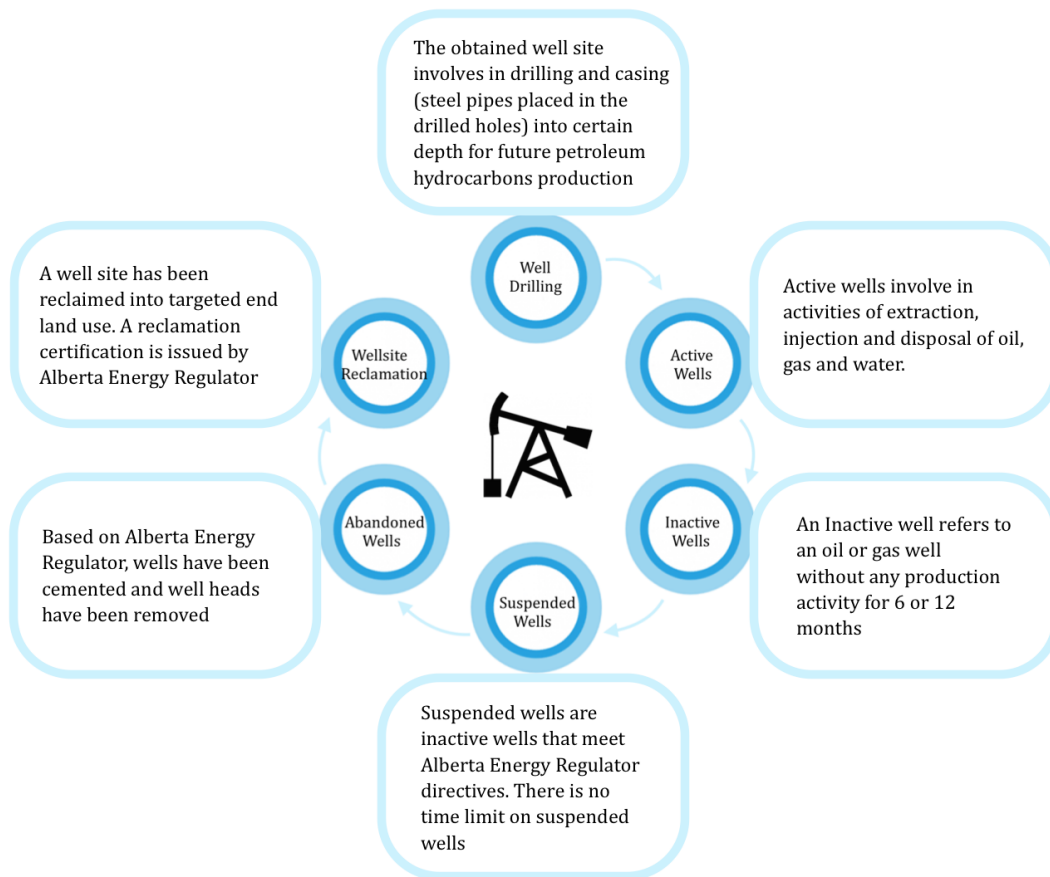 The obtained well site
involves in drilling and casing
(steel pipes placed in the
drilled holes) into certain
depth for future petroleum
hydrocarbons production
Well
Drilling
Active wells involve in
activities of extraction,
injection and disposal of oil,
gas and water.
Active
Wells
An Inactive well refers to
an oil or gas well
without any production
activity for 6 or 12
months
Inactive
Wells
Suspended
Wells
Suspended wells are
inactive wells that meet
Alberta Energy Regulator
directives. There is no
time limit on suspended
wells
Abandoned
Wells
Based on Alberta Energy
Regulator, wells have been
cemented and well heads
have been removed
Wellsite
Reclamation
A well site has been
reclaimed into targeted end
land use. A reclamation
certification is issued by
Alberta Energy Regulator